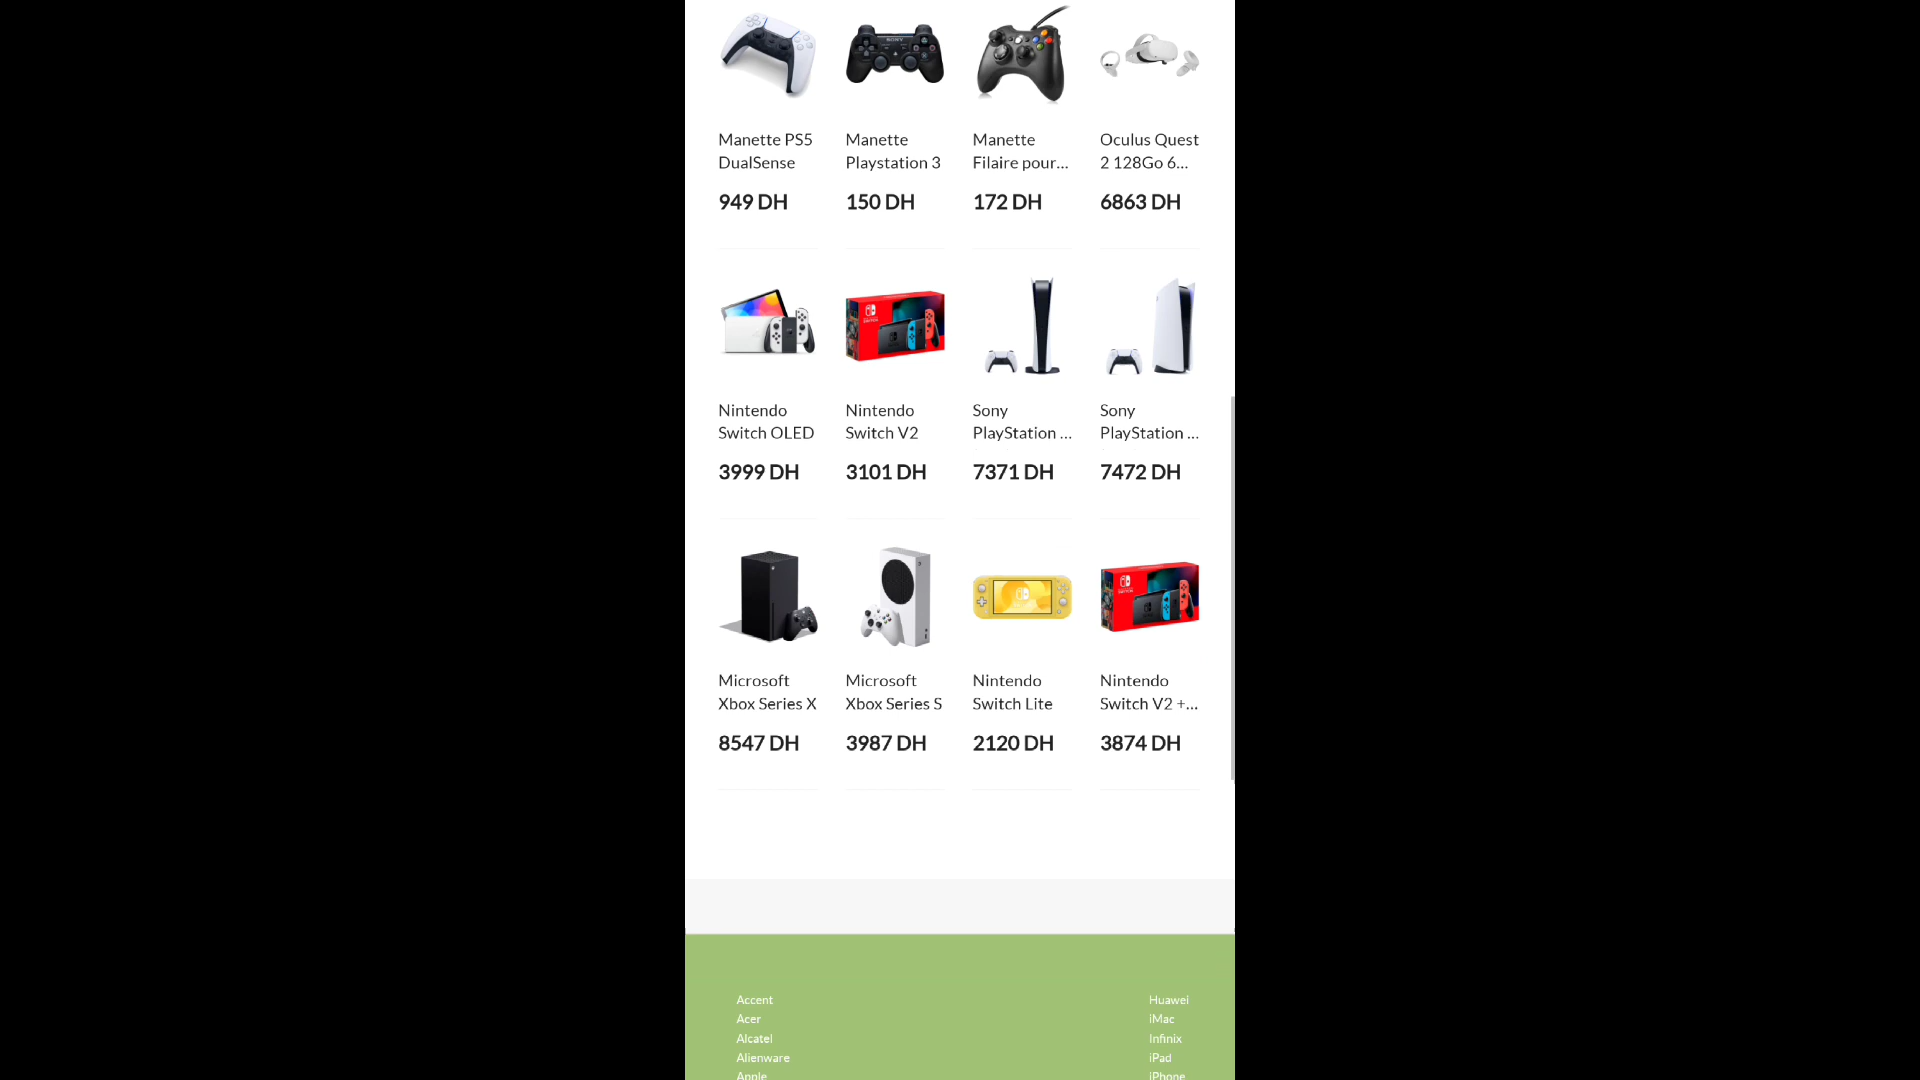 Manette PS5
DualSense
949 DH
Manette
Playstation 3
150 DH
Manette
Filaire pour...
172 DH
Oculus Quest
2 128Go 6...
6863 DH
Nintendo
Switch OLED
3999 DH
Nintendo
Switch V2
3101 DH
Sony
PlayStation ...
7371 DH
Sony
PlayStation ...
7472 DH
Microsoft
Xbox Series X
8547 DH
Microsoft
Xbox Series S
3987 DH
Nintendo
Switch Lite
2120 DH
Nintendo
Switch V2 +...
3874 DH
Accent
Acer
Alcatel
Alienware
Apple
Huawei
iMac
Infinix
iPad
iPhone